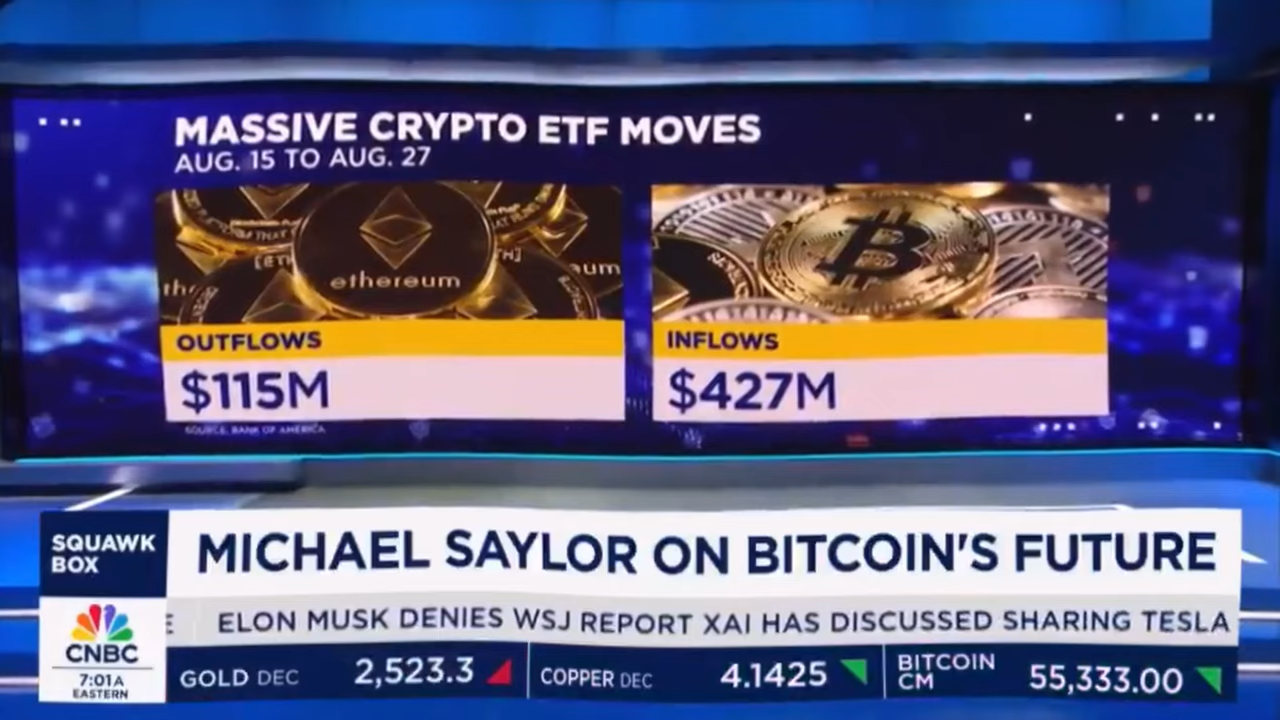 MASSIVE CRYPTO ETF MOVES
AUG. 15 TO AUG. 27
ethereum
OUTFLOWS
$115M
INFLOWS
$427M
SOURCE: BANK OF AMERICA
SQUAWK
BOX
MICHAEL SAYLOR ON BITCOIN'S FUTURE
ELON MUSK DENIES WSJ REPORT XAI HAS DISCUSSED SHARING TESLA
CNBC
7:01A
EASTERN
GOLD DEC 2,523.3
COPPER DEC 4.1425
BITCOIN
CM 55,333.00